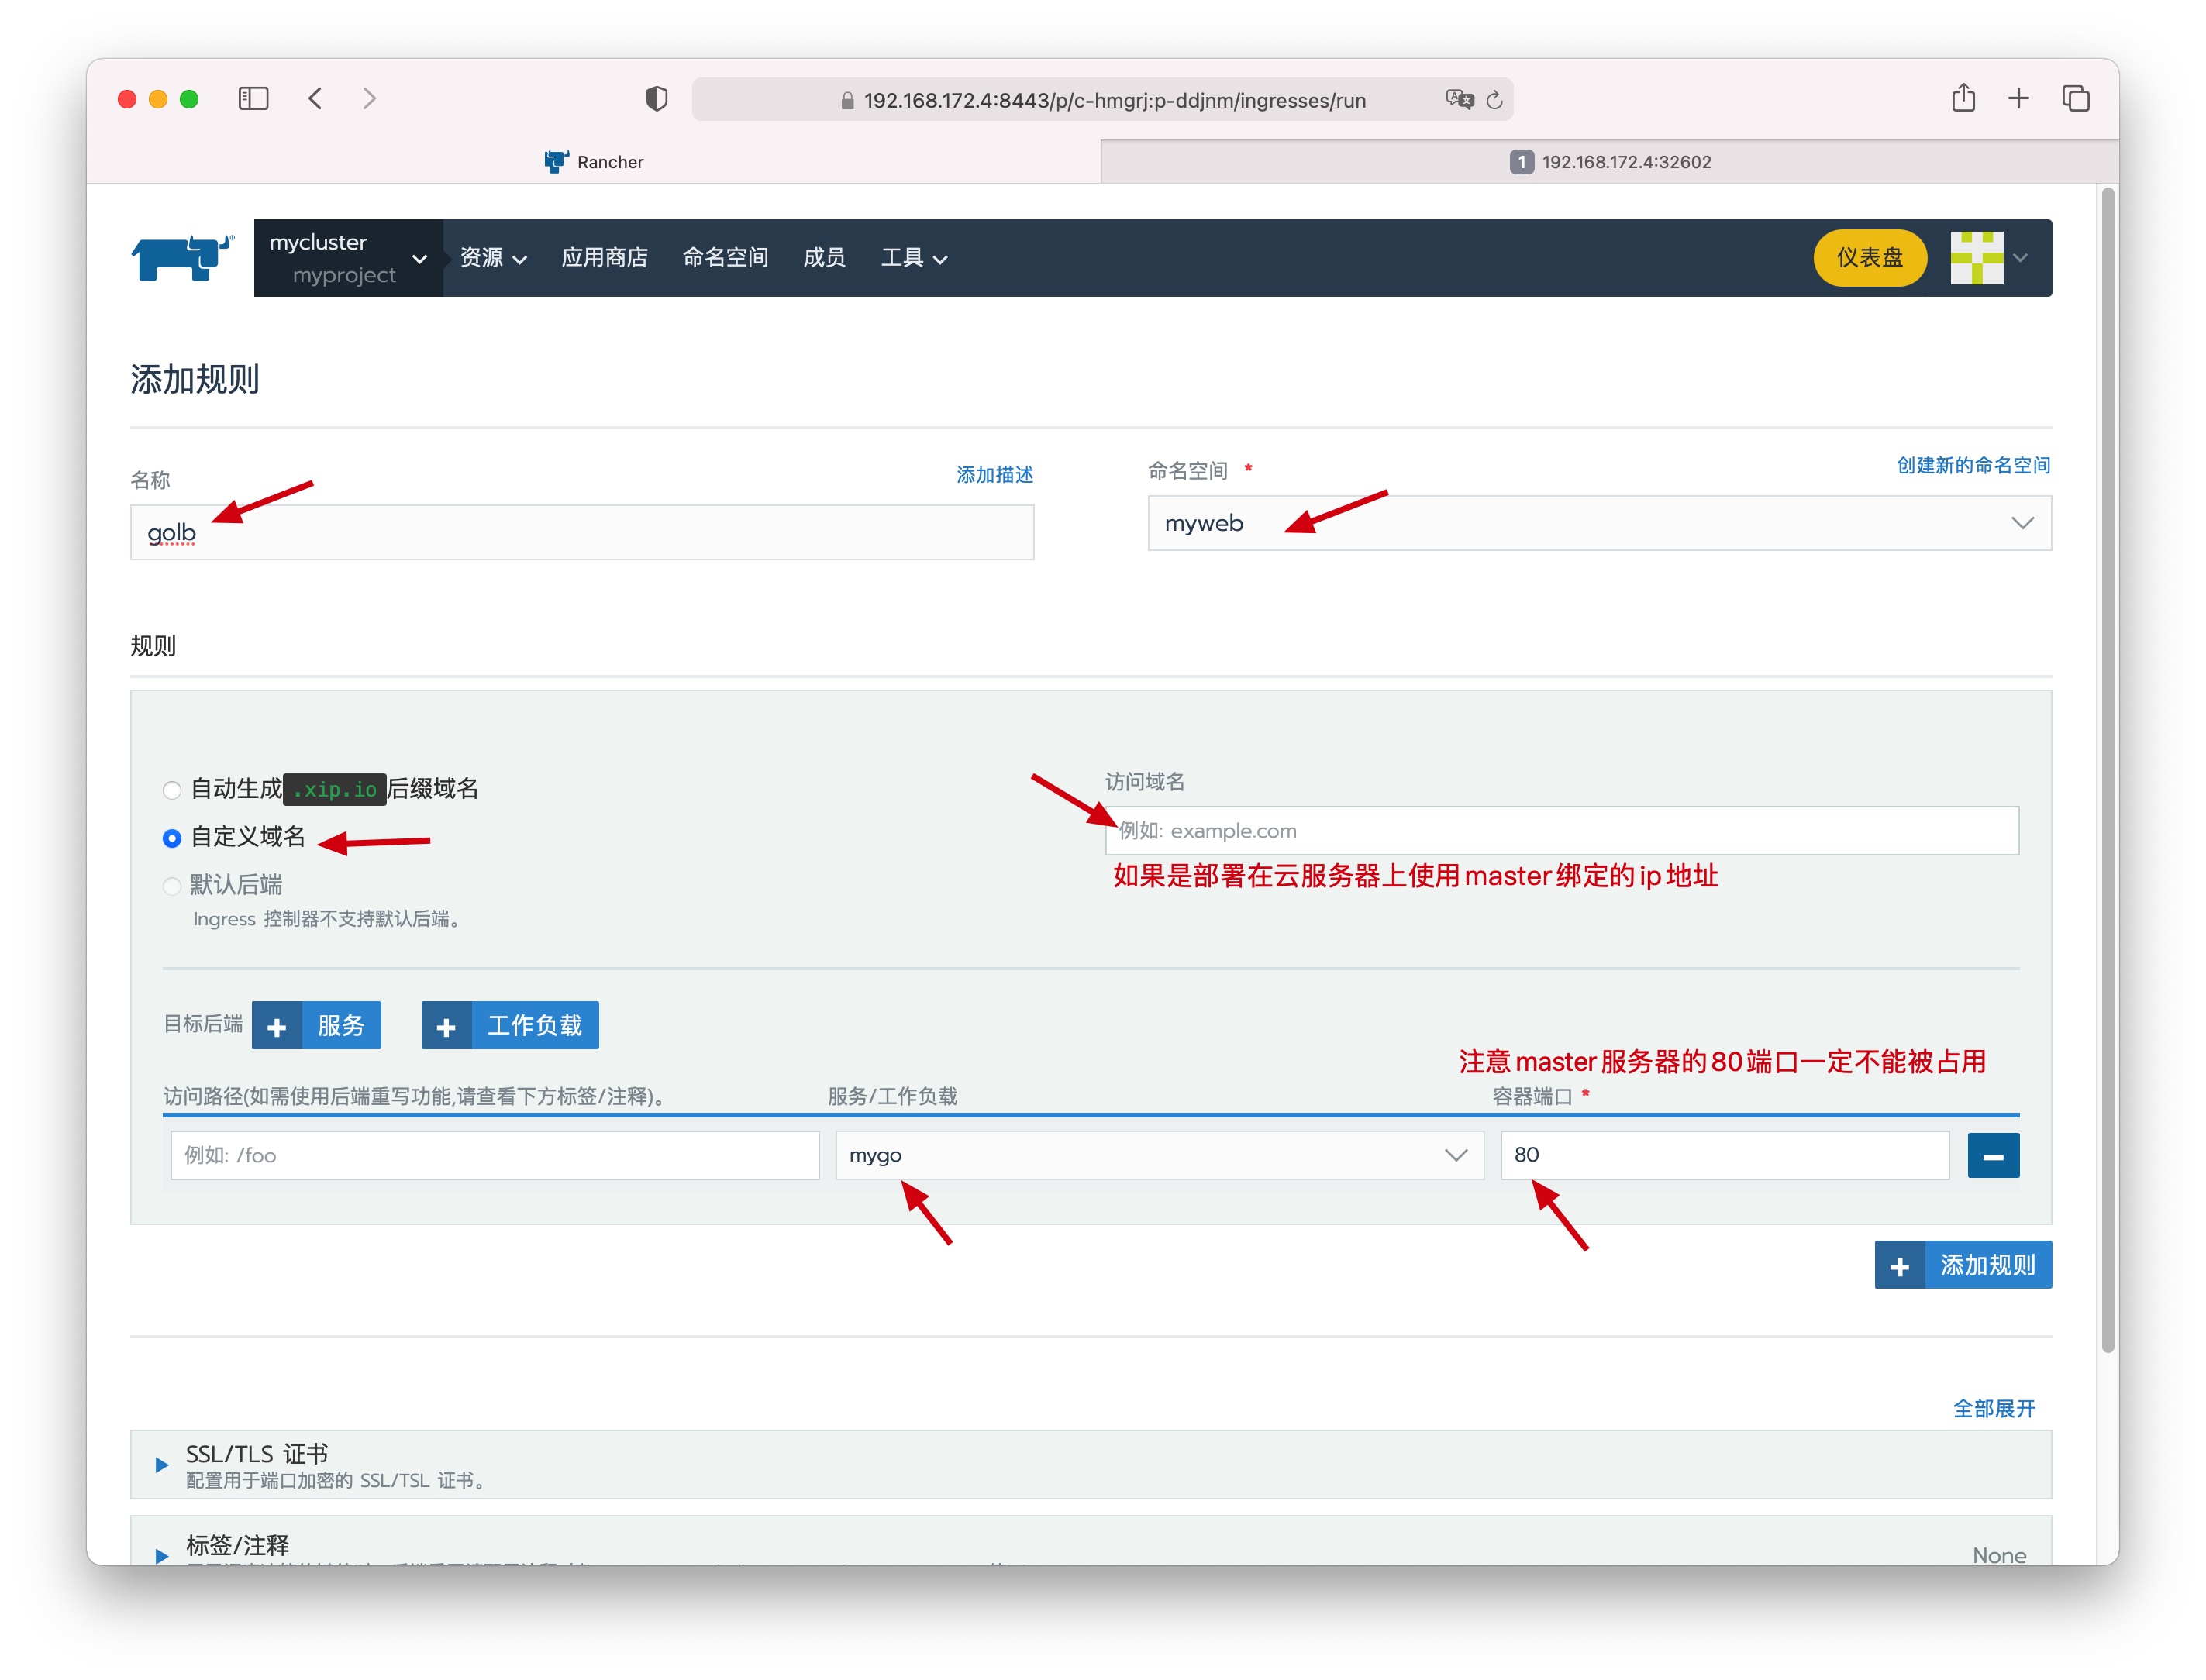 192.168.172.4:8443/p/c-hmgrj:p-ddjnm/ingresses/run
Rancher
1 192.168.172.4:32602
mycluster
myproject
资源 应用商店 命名空间 成员 工具 仪表盘
添加规则
名称 添加描述
命名空间 * 创建新的命名空间
golb
myweb
规则
自动生成 .xip.io 后缀域名
自定义域名
默认后端
Ingress 控制器不支持默认后端。
访问域名
例如: example.com
如果是部署在云服务器上使用master绑定的ip地址
目标后端 + 服务 + 工作负载
注意master服务器的80端口一定不能被占用
访问路径(如需使用后端重写功能,请查看下方标签/注释)。 服务/工作负载 容器端口 *
例如: /foo mygo 80
+ 添加规则
全部展开
SSL/TLS 证书
配置用于端口加密的 SSL/TSL 证书。
标签/注释
None